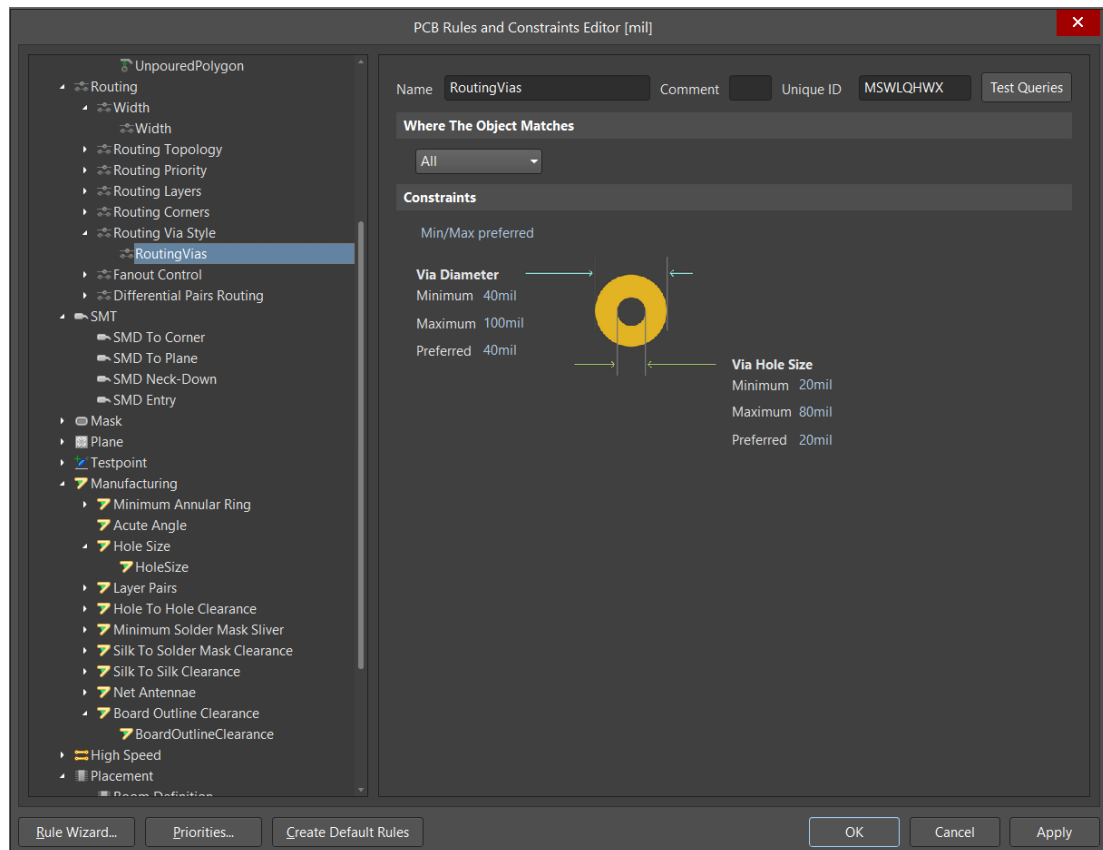 PCB Rules and Constraints Editor [mil]
UnpouredPolygon
Routing
Width
Width
Routing Topology
Routing Priority
Routing Layers
Routing Corners
Routing Via Style
RoutingVias
Fanout Control
Differential Pairs Routing
SMT
SMD To Corner
SMD To Plane
SMD Neck-Down
SMD Entry
Mask
Plane
Testpoint
Manufacturing
Minimum Annular Ring
Acute Angle
Hole Size
HoleSize
Layer Pairs
Hole To Hole Clearance
Minimum Solder Mask Sliver
Silk To Solder Mask Clearance
Silk To Silk Clearance
Net Antennae
Board Outline Clearance
BoardOutlineClearance
High Speed
Placement
Room Definition
Name RoutingVias Comment Unique ID MSWLQHWX Test Queries
Where The Object Matches
All
Constraints
Min/Max preferred
Via Diameter
Minimum 40mil
Maximum 100mil
Preferred 40mil
Via Hole Size
Minimum 20mil
Maximum 80mil
Preferred 20mil
Rule Wizard... Priorities... Create Default Rules OK Cancel Apply